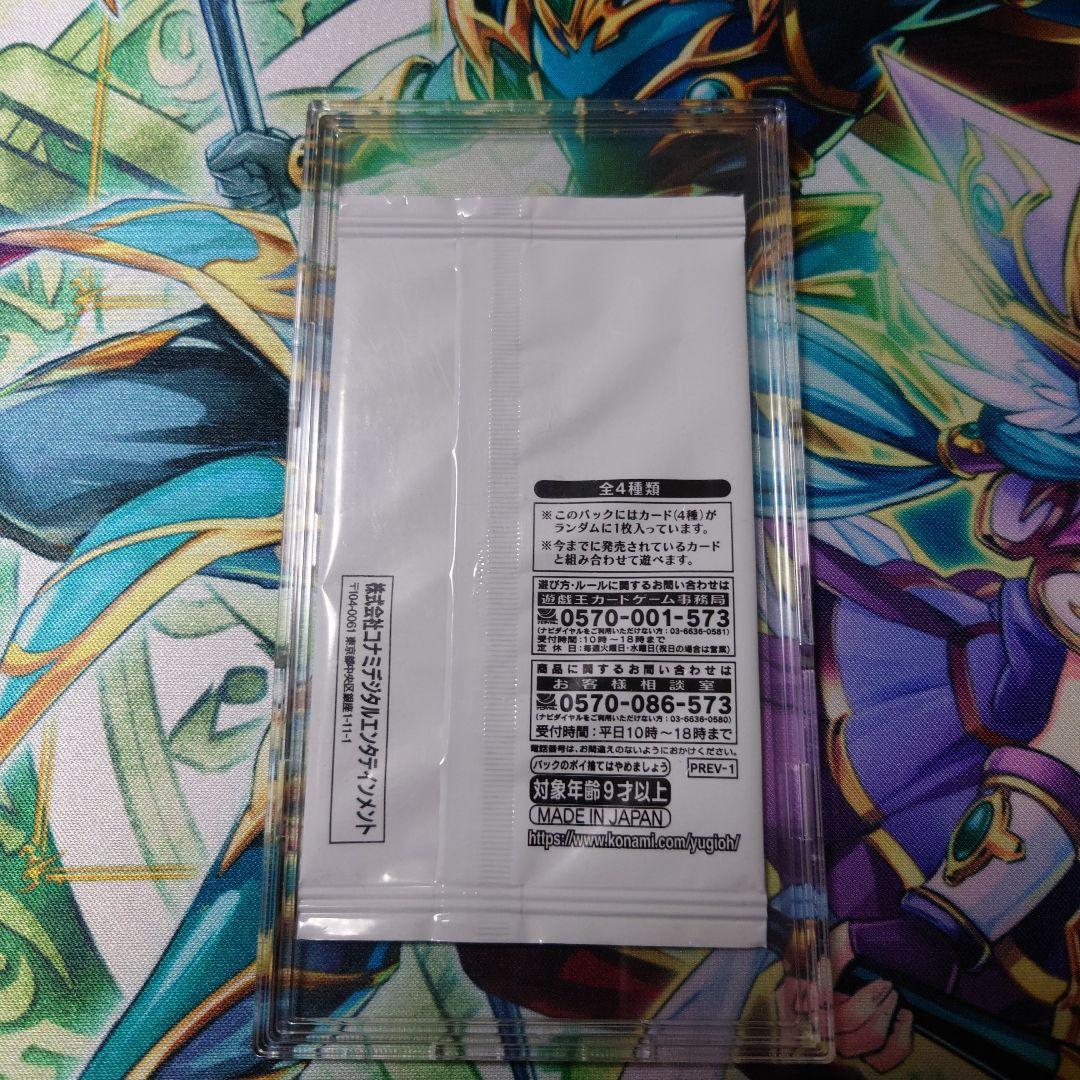 全4種類
※このパックにはカード(4種)が
ランダムに1枚入っています。
※今までに発売されているカード
と組み合わせて遊べます。
遊び方・ルールに関するお問い合わせは
遊戯王カードゲーム事務局
0570-001-573
(ナビダイヤルをご利用いただけない方：03-6636-0581)
受付時間：10時〜18時まで
定休日：毎週火曜日・水曜日(祝日の場合は営業)
商品に関するお問い合わせは
お客様相談室
0570-086-573
(ナビダイヤルをご利用いただけない方：03-6636-0580)
受付時間：平日10時〜18時まで
電話番号は、お間違えのないようにおかけください。
パックのポイ捨てはやめましょう
PREV-1
対象年齢9才以上
MADE IN JAPAN
https://www.konami.com/yugioh/
株式会社コナミデジタルエンタテインメント
〒104-0061 東京都中央区銀座1-11-1